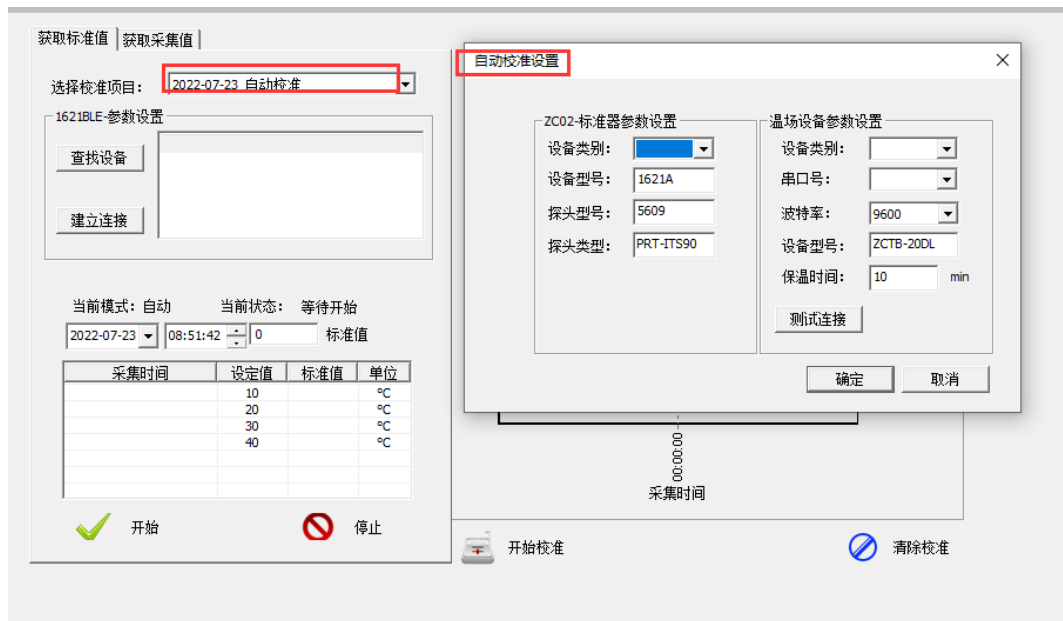 获取标准值 获取采集值
选择校准项目： 2022-07-23 自动校准
1621BLE-参数设置
查找设备
建立连接
当前模式：自动 当前状态： 等待开始
2022-07-23 08:51:42 0 标准值
采集时间 设定值 标准值 单位
10 °C
20 °C
30 °C
40 °C
开始 停止
自动校准设置
ZC02-标准器参数设置
设备类别：
设备型号： 1621A
探头型号： 5609
探头类型： PRT-ITS90
温场设备参数设置
设备类别：
串口号：
波特率： 9600
设备型号： ZCTB-20DL
保温时间： 10 min
测试连接
确定 取消
00:00:00
采集时间
开始校准 清除校准